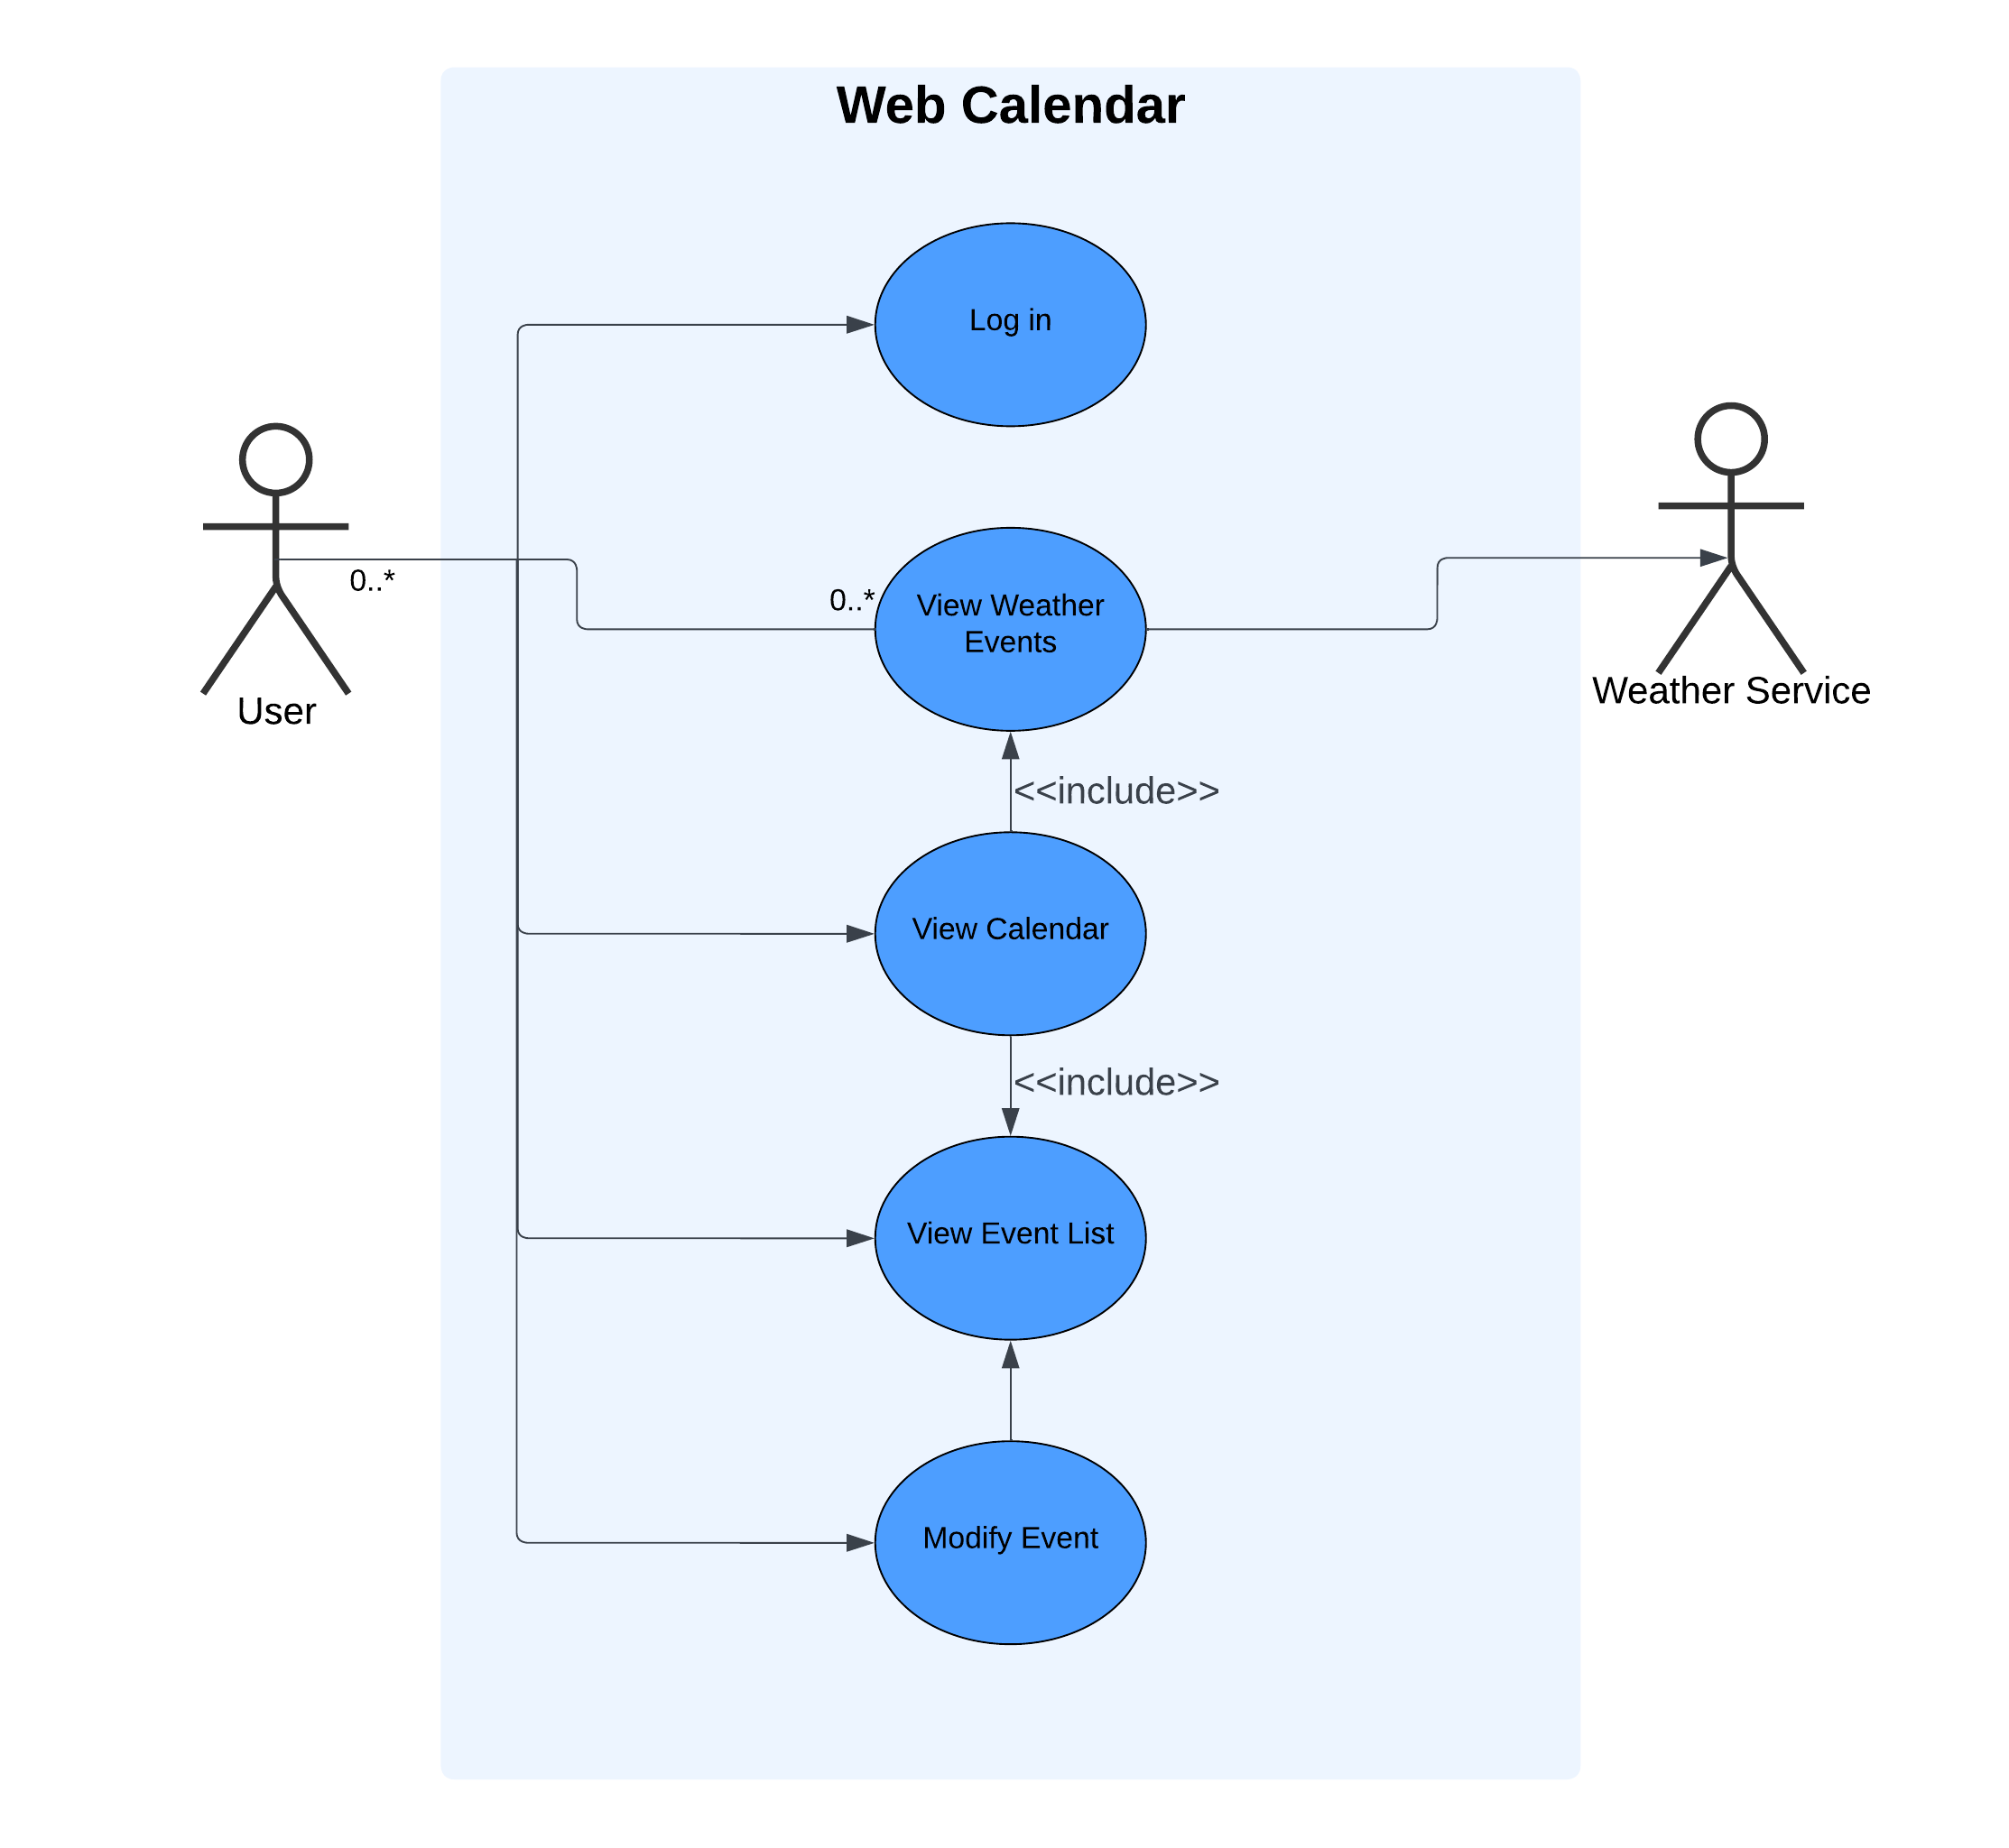 Web Calendar
Log in
0..*
0..*
View Weather
Events
User
Weather Service
<<include>>
View Calendar
<<include>>
View Event List
Modify Event